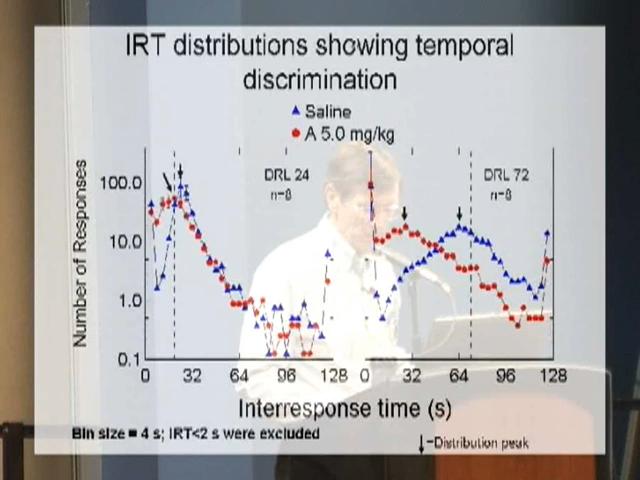 IRT distributions showing temporal
discrimination
Saline
A 5.0 mg/kg
DRL 24
n=8
DRL 72
n=8
Number of Responses
100.0
10.0
1.0
0.1
0 32 64 96 128 0 32 64 96 128
Interresponse time (s)
Bin size = 4 s; IRT<2 s were excluded
-Distribution peak